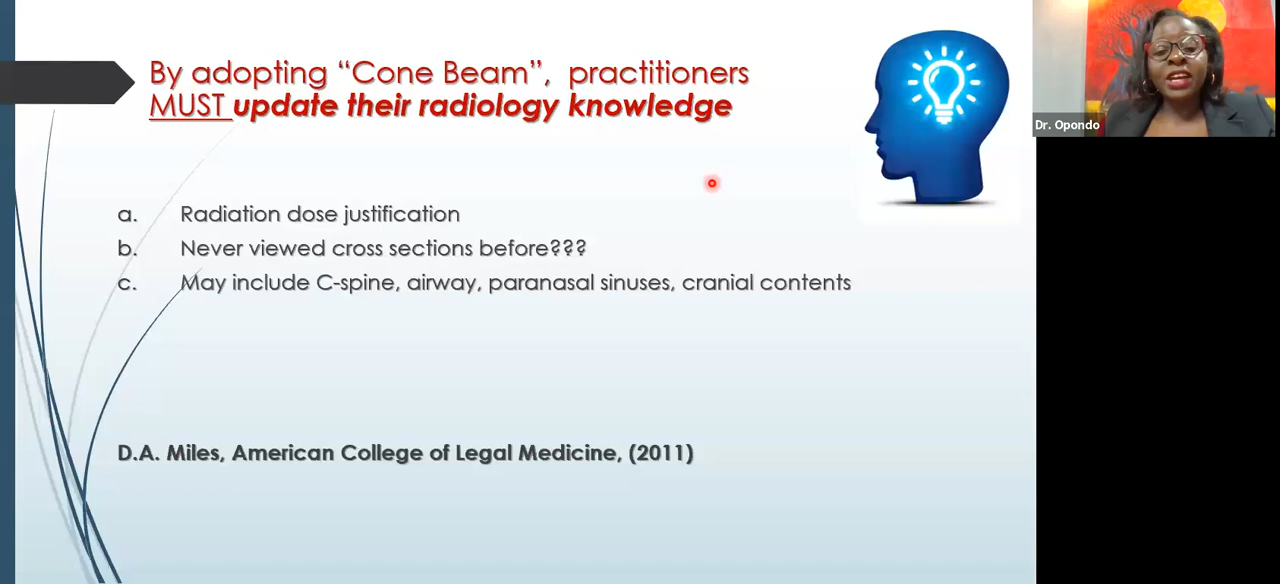 By adopting “Cone Beam”, practitioners
MUST update their radiology knowledge
Dr. Opondo
a. Radiation dose justification
b. Never viewed cross sections before???
c. May include C-spine, airway, paranasal sinuses, cranial contents
D.A. Miles, American College of Legal Medicine, (2011)